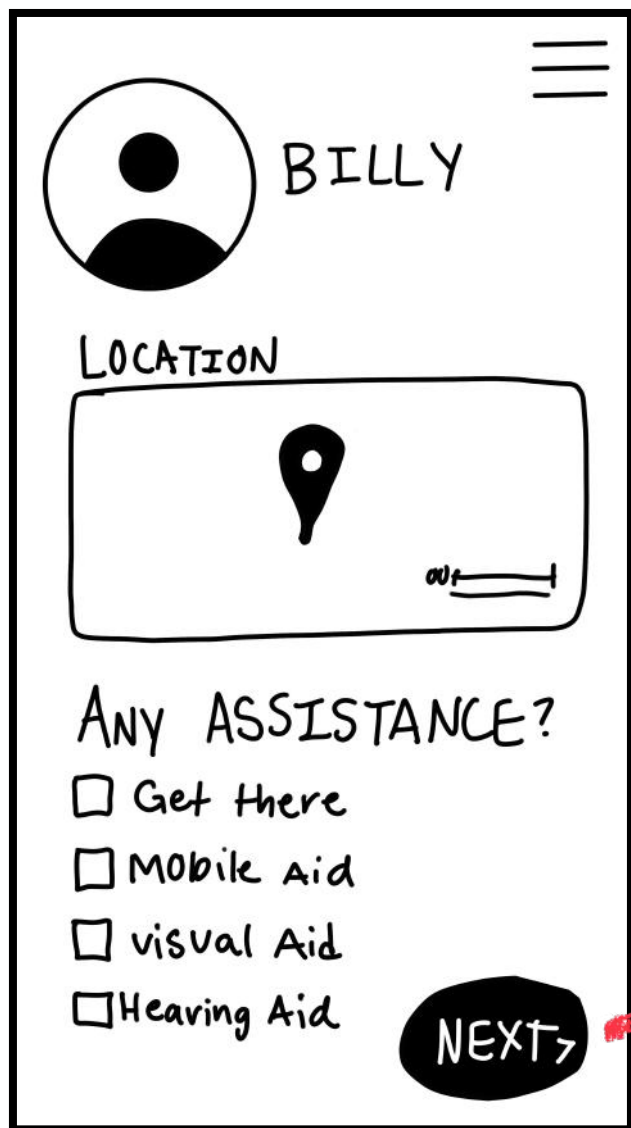 BILLY
LOCATION
ANY ASSISTANCE?
Get there
Mobile Aid
visual Aid
Hearing Aid
NEXT>